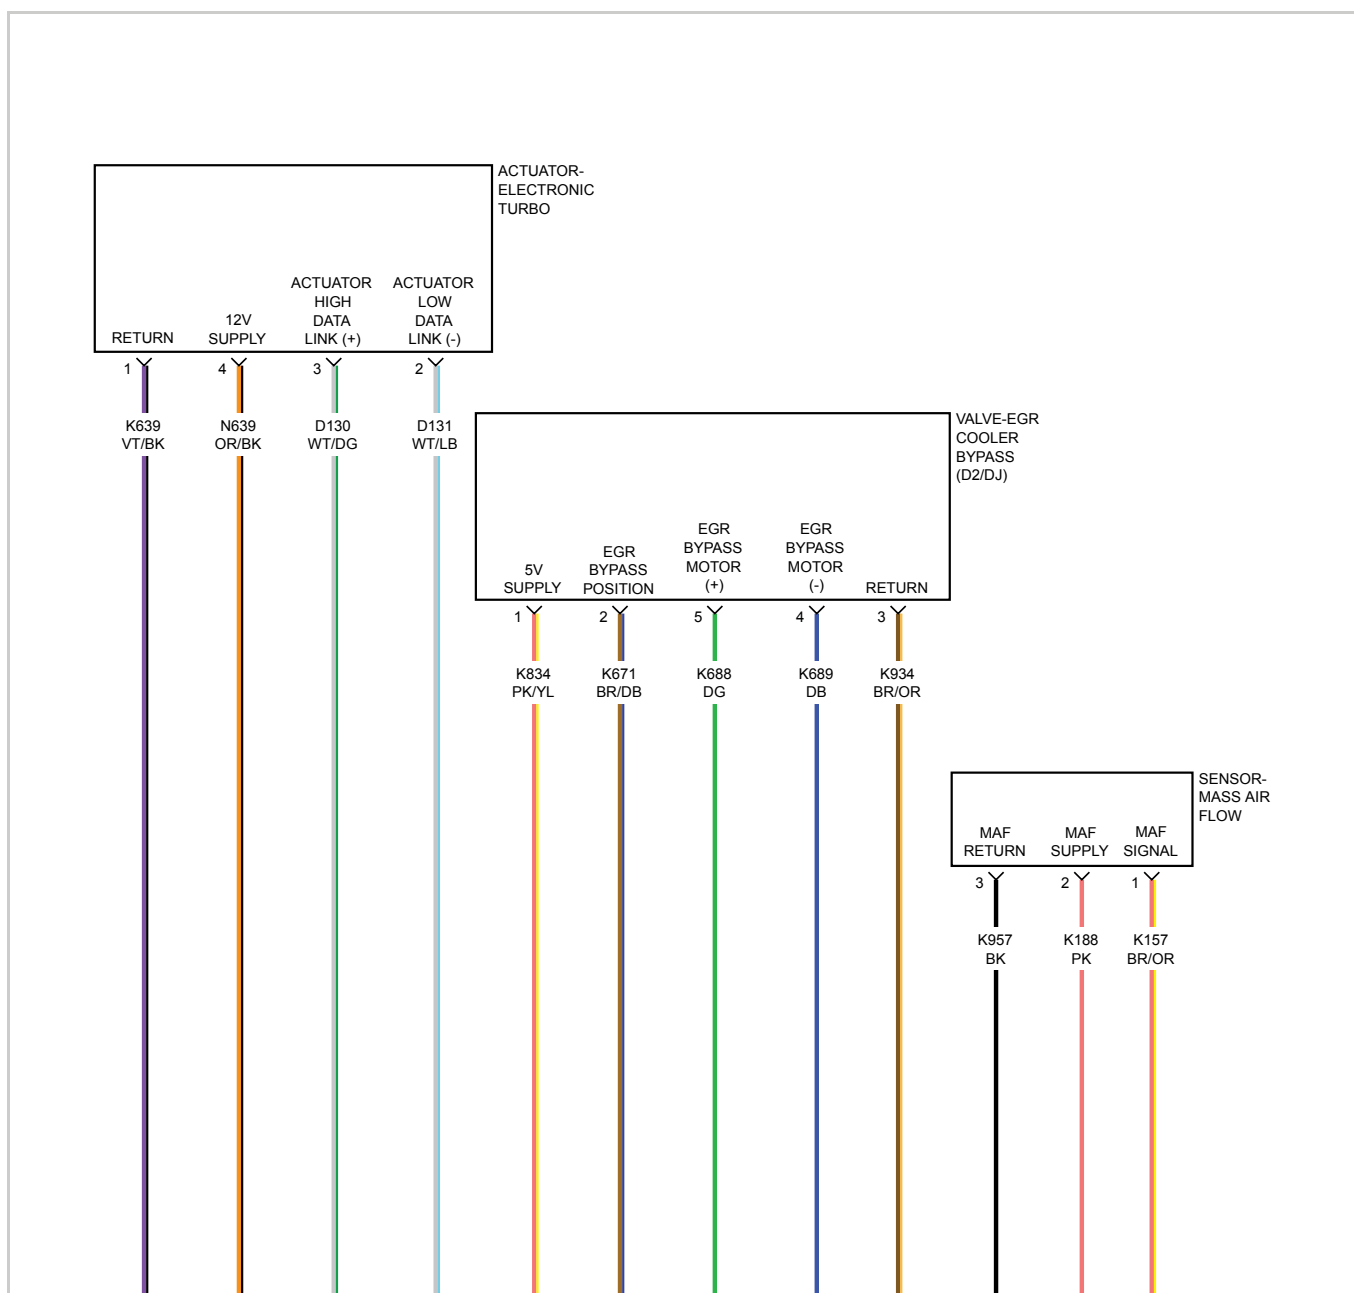 ACTUATOR-
ELECTRONIC
TURBO
RETURN
12V
SUPPLY
ACTUATOR
HIGH
DATA
LINK (+)
ACTUATOR
LOW
DATA
LINK (-)
1
4
3
2
K639
VT/BK
N639
OR/BK
D130
WT/DG
D131
WT/LB
VALVE-EGR
COOLER
BYPASS
(D2/DJ)
5V
SUPPLY
EGR
BYPASS
POSITION
EGR
BYPASS
MOTOR
(+)
EGR
BYPASS
MOTOR
(-)
RETURN
1
2
5
4
3
K834
PK/YL
K671
BR/DB
K688
DG
K689
DB
K934
BR/OR
SENSOR-
MASS AIR
FLOW
MAF
RETURN
MAF
SUPPLY
MAF
SIGNAL
3
2
1
K957
BK
K188
PK
K157
BR/OR